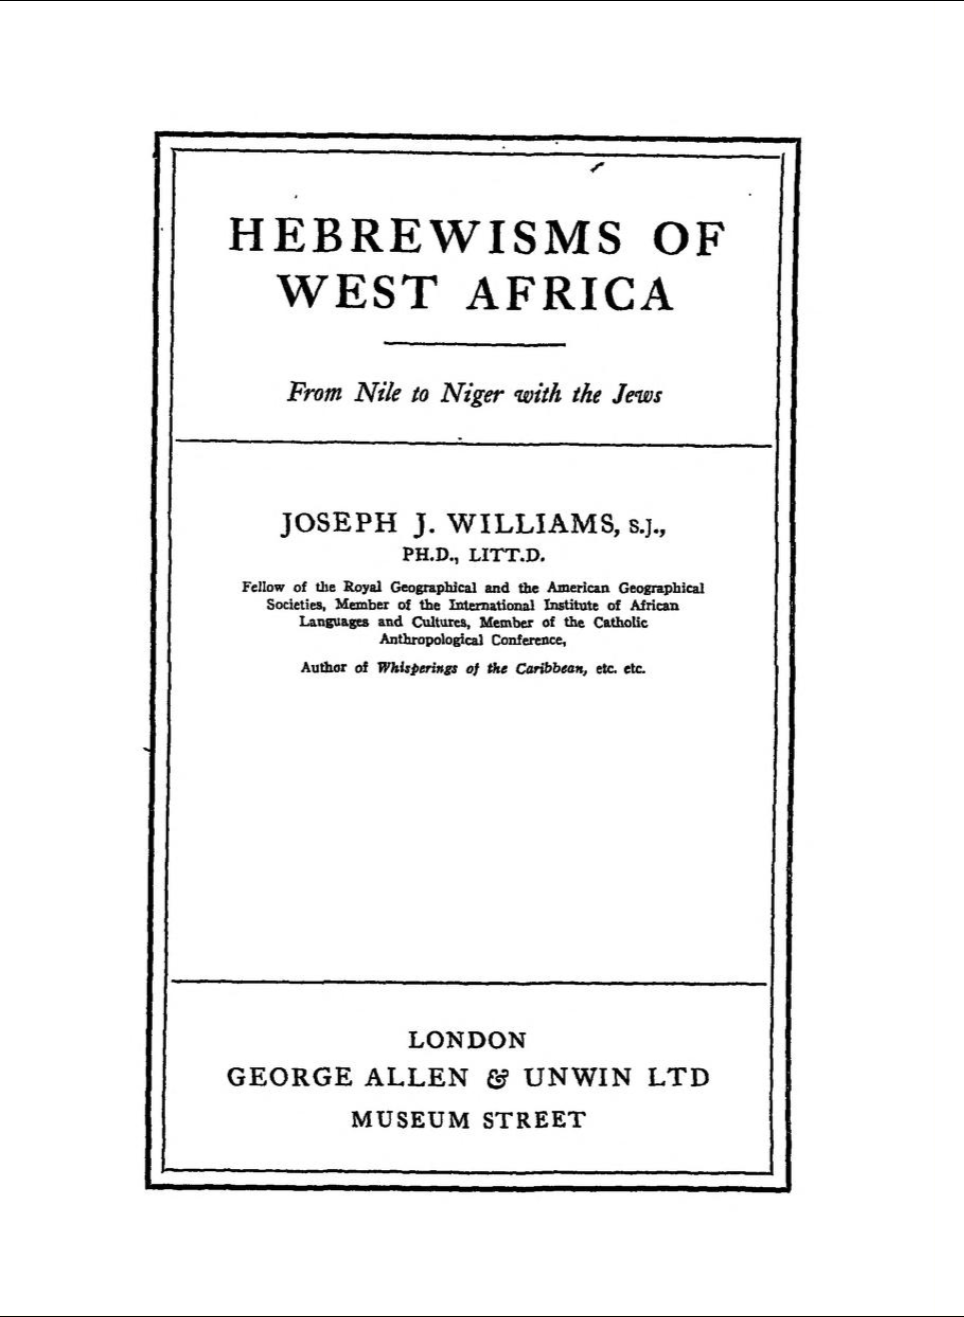 HEBREWISMS OF
WEST AFRICA
From Nile to Niger with the Jews
JOSEPH J. WILLIAMS, S.J.,
PH.D., LITT.D.
Fellow of the Royal Geographical and the American Geographical
Societies, Member of the International Institute of African
Languages and Cultures, Member of the Catholic
Anthropological Conference,
Author of Whisperings of the Caribbean, etc. etc.
LONDON
GEORGE ALLEN & UNWIN LTD
MUSEUM STREET